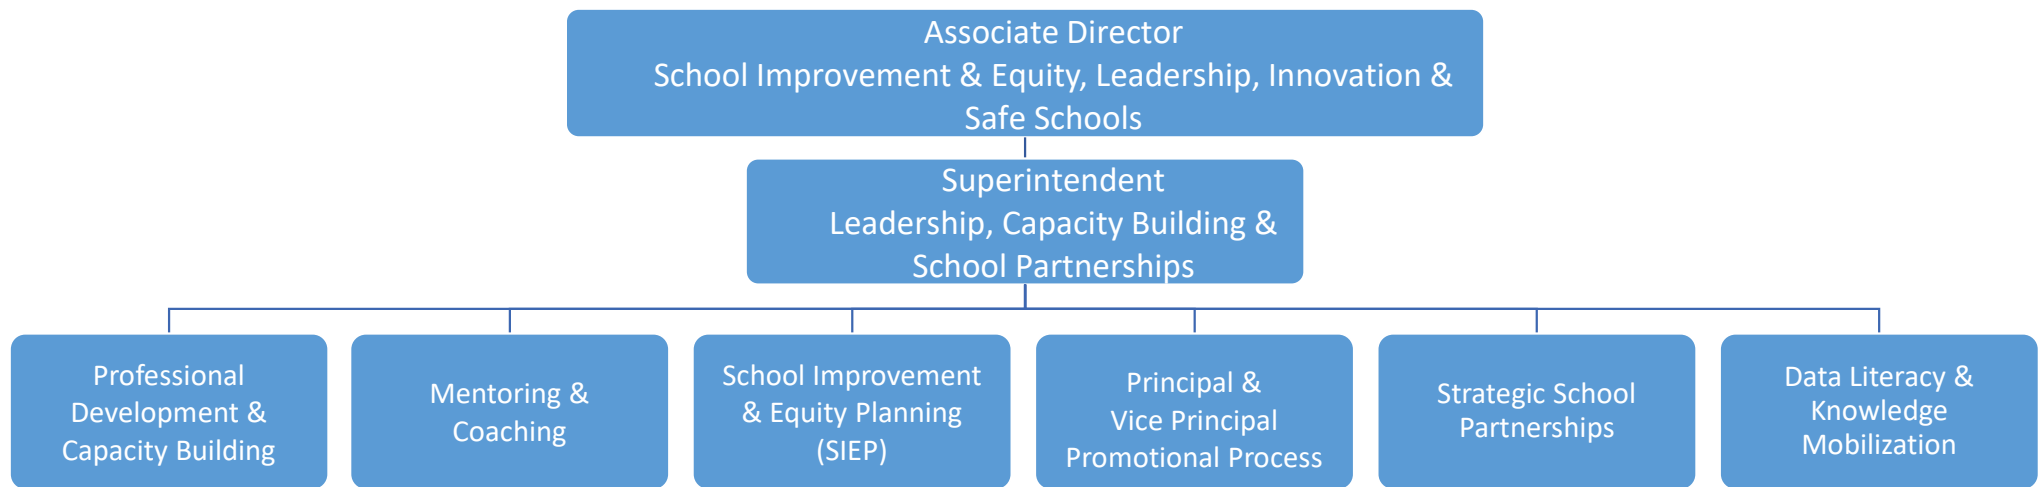 Associate Director
School Improvement & Equity, Leadership, Innovation &
Safe Schools
Superintendent
Leadership, Capacity Building &
School Partnerships
Professional
Development &
Capacity Building
Mentoring &
Coaching
School Improvement
& Equity Planning
(SIEP)
Principal &
Vice Principal
Promotional Process
Strategic School
Partnerships
Data Literacy &
Knowledge
Mobilization